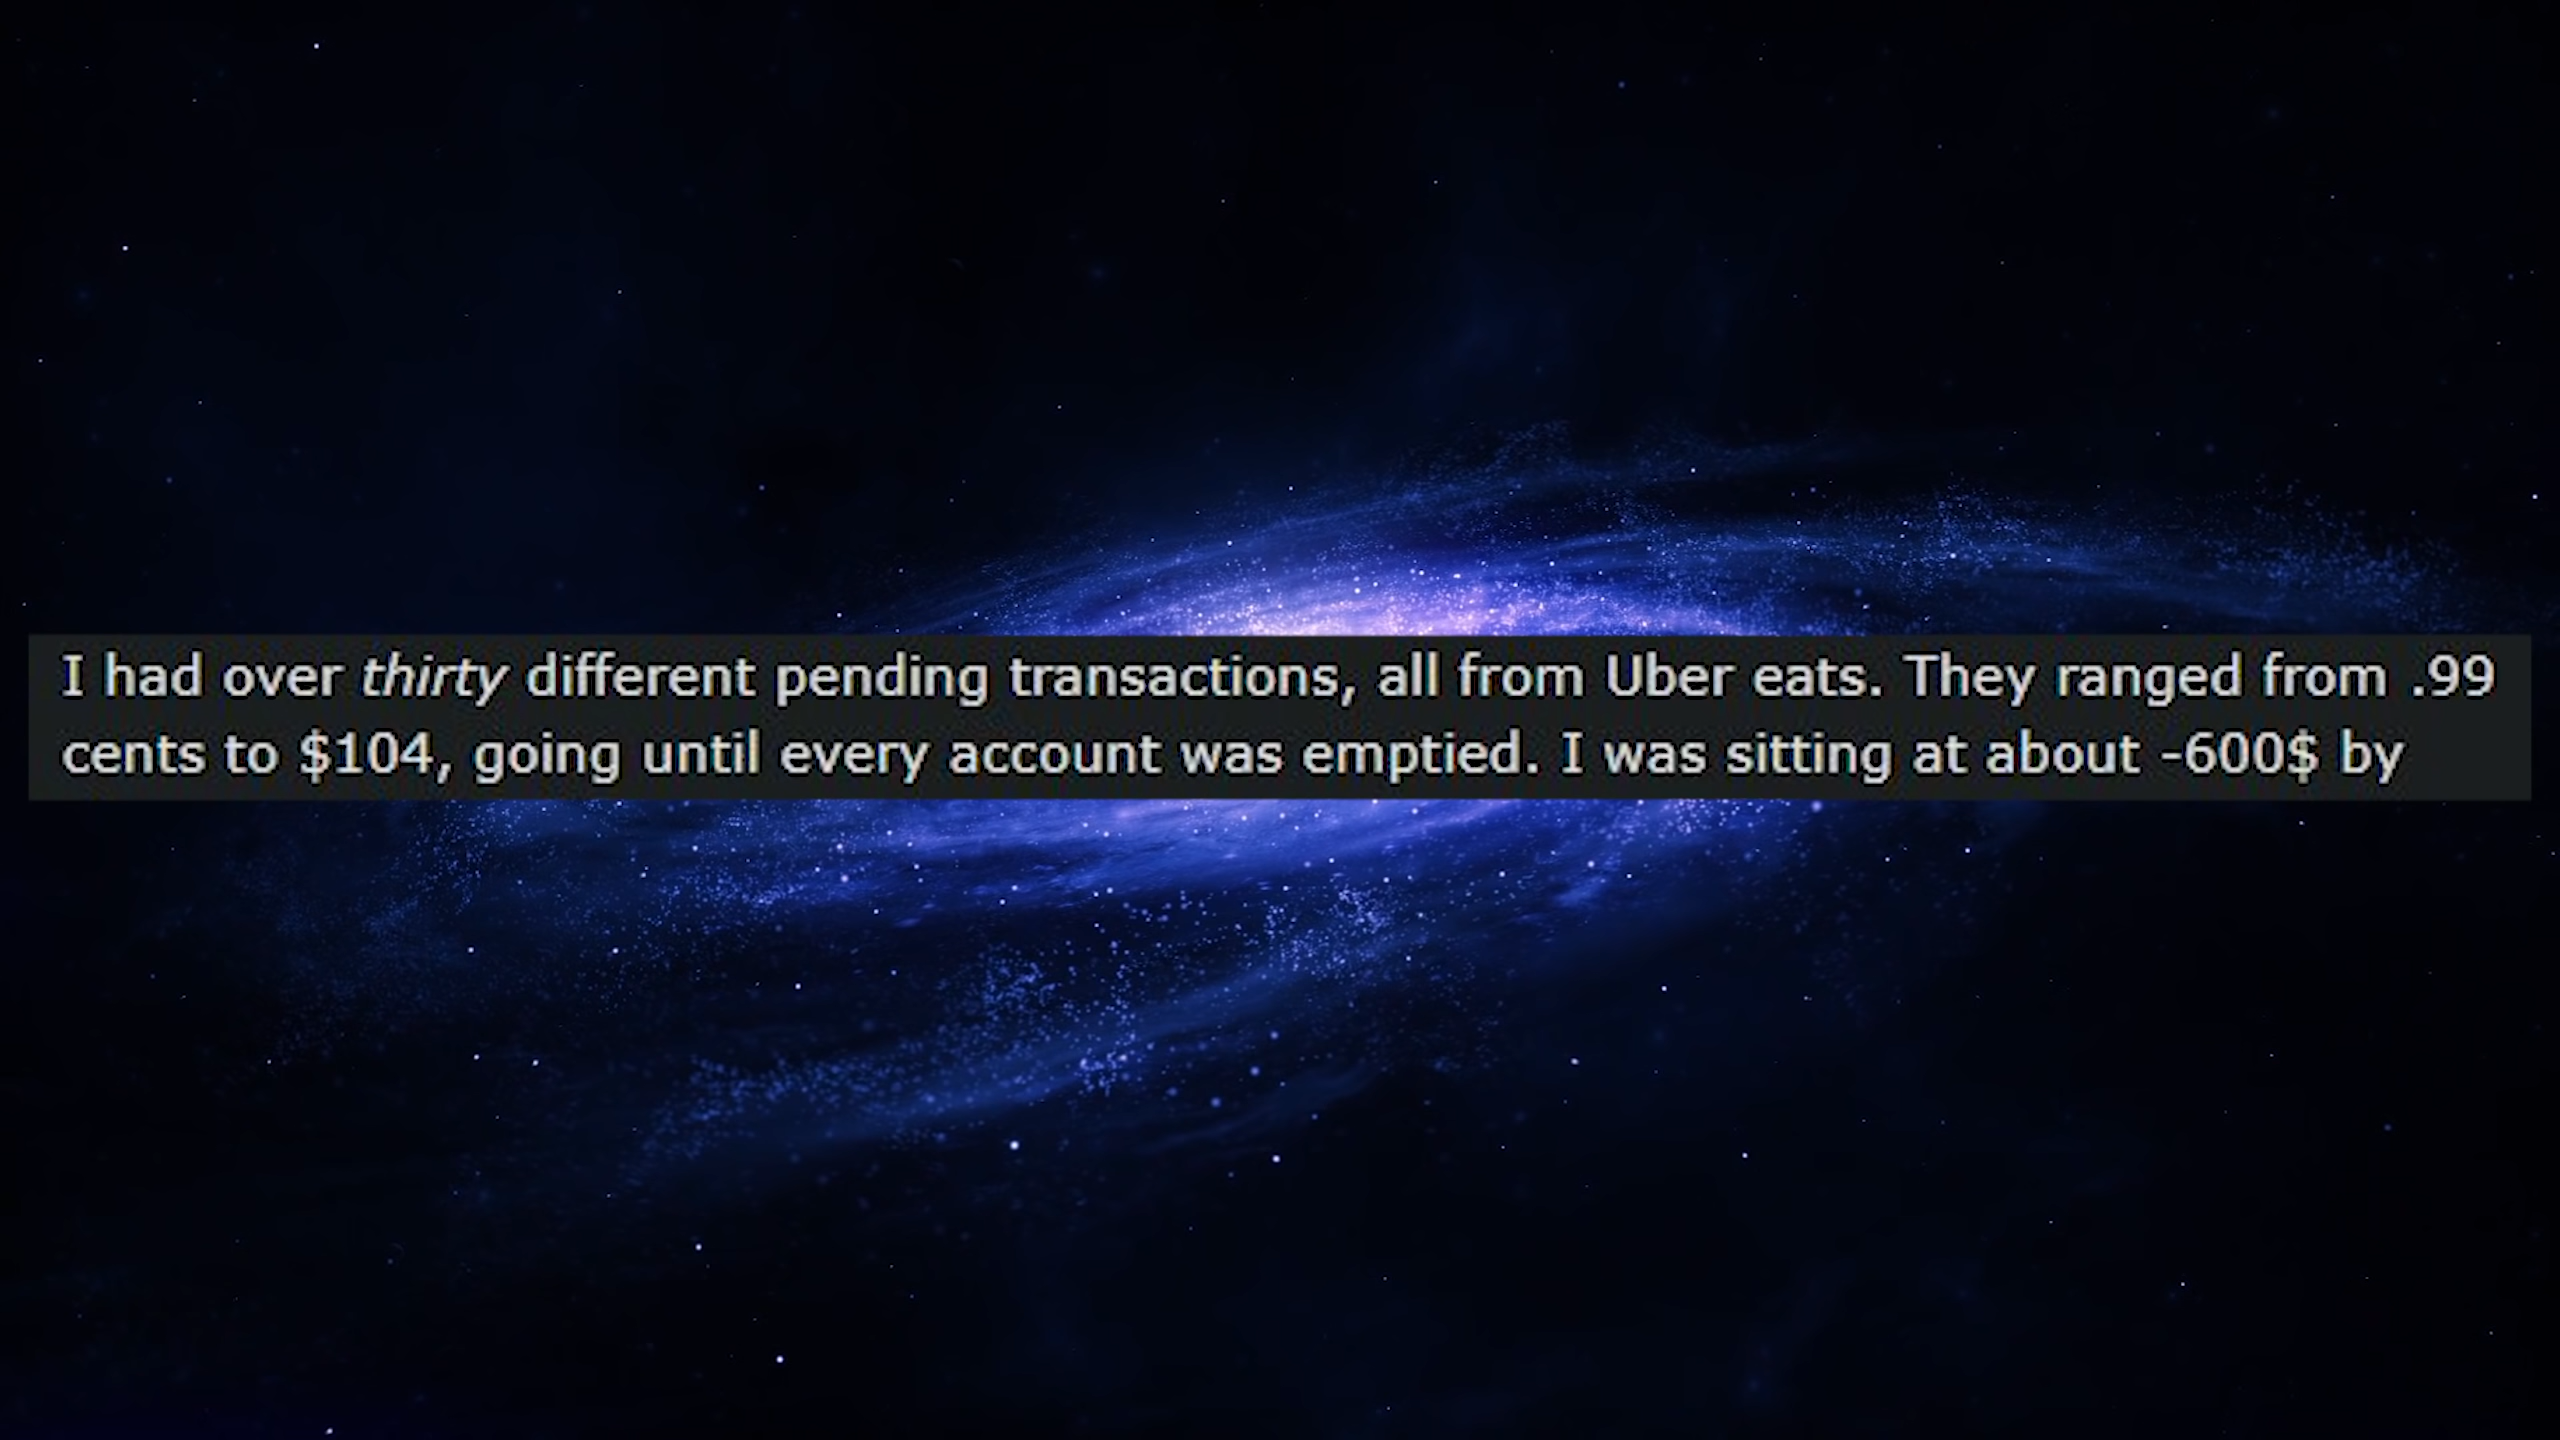 I had over thirty different pending transactions, all from Uber eats. They ranged from .99
cents to $104, going until every account was emptied. I was sitting at about -600$ by